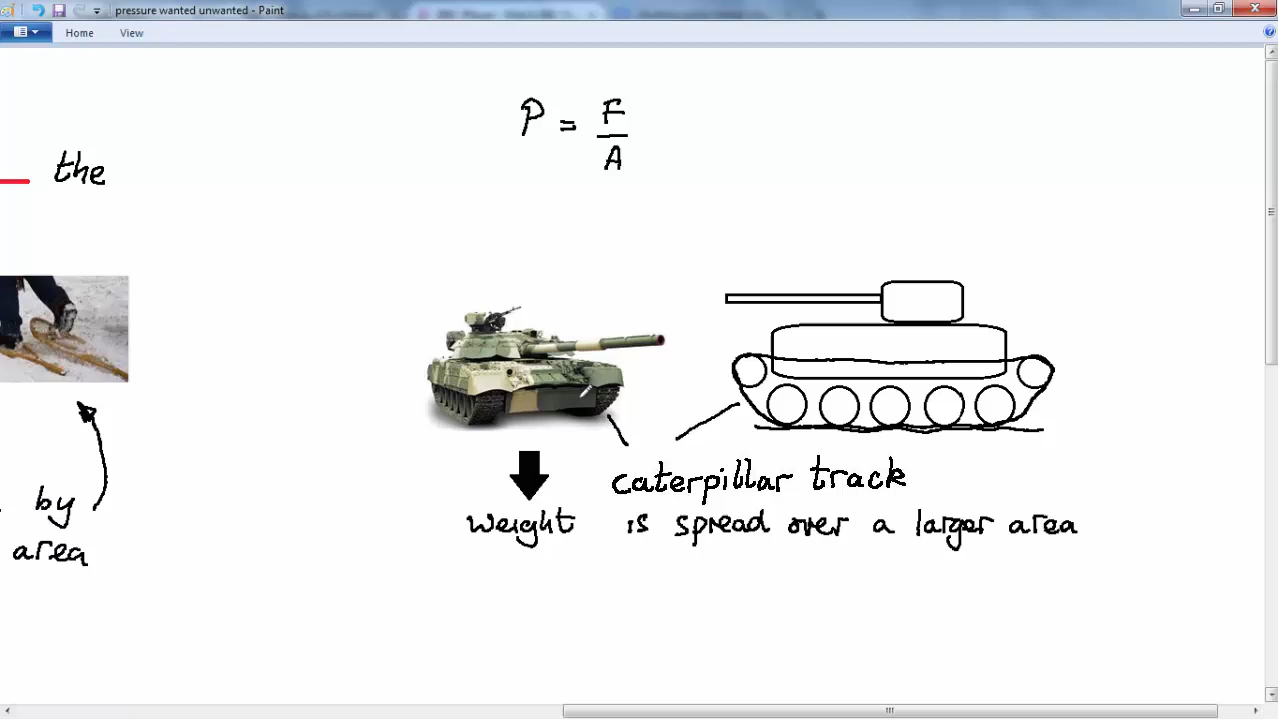 pressure wanted unwanted - Paint
Home View
P = F
A
the
by
area
caterpillar track
weight is spread over a larger area